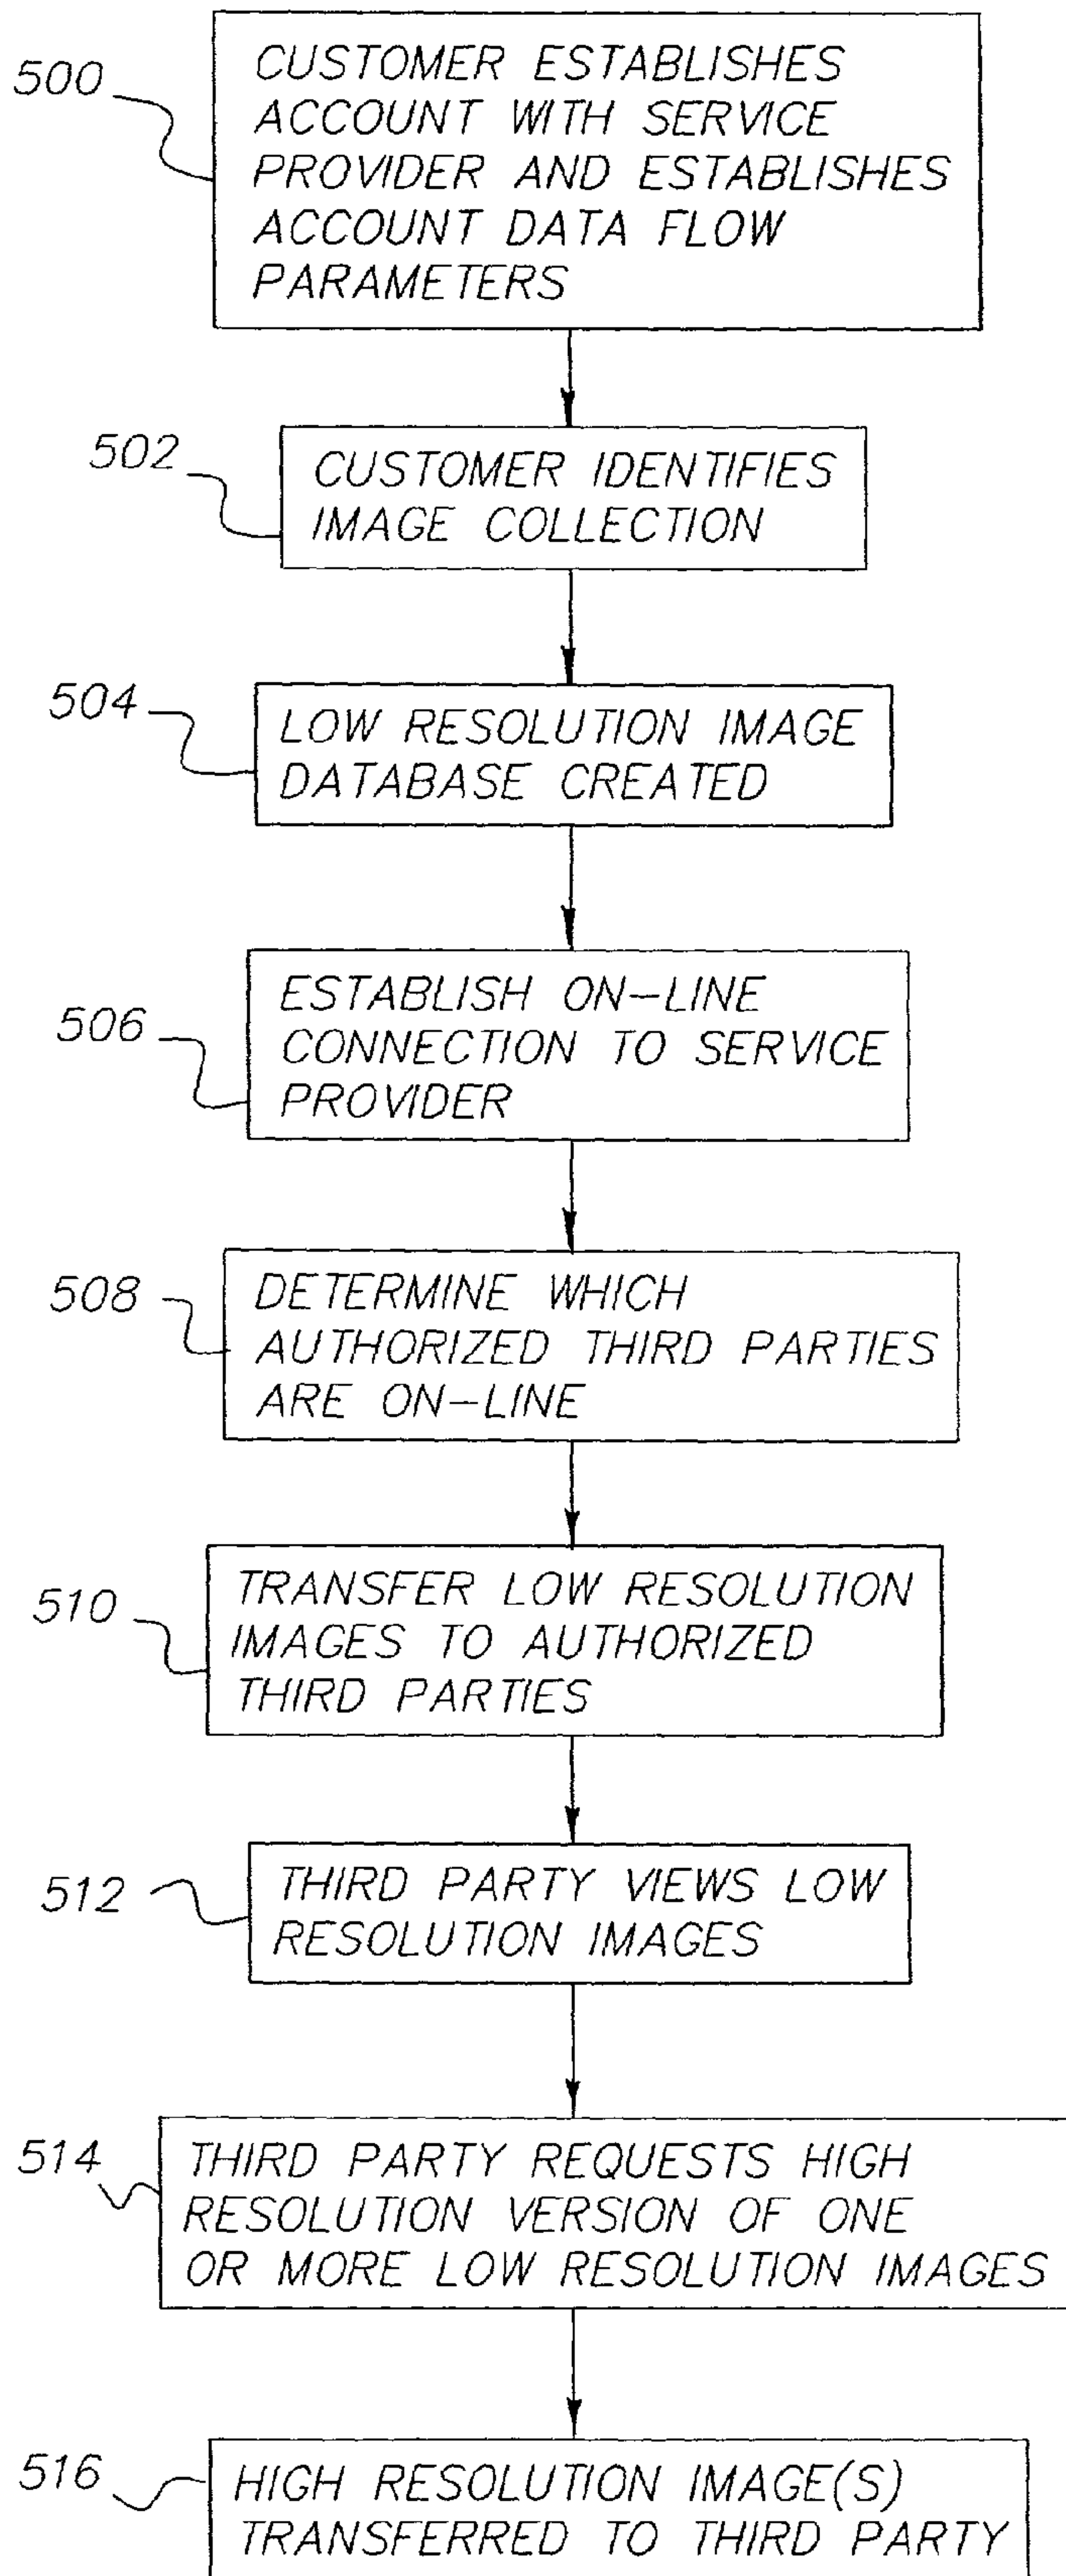 500
CUSTOMER ESTABLISHES
ACCOUNT WITH SERVICE
PROVIDER AND ESTABLISHES
ACCOUNT DATA FLOW
PARAMETERS
502
CUSTOMER IDENTIFIES
IMAGE COLLECTION
504
LOW RESOLUTION IMAGE
DATABASE CREATED
506
ESTABLISH ON-LINE
CONNECTION TO SERVICE
PROVIDER
508
DETERMINE WHICH
AUTHORIZED THIRD PARTIES
ARE ON-LINE
510
TRANSFER LOW RESOLUTION
IMAGES TO AUTHORIZED
THIRD PARTIES
512
THIRD PARTY VIEWS LOW
RESOLUTION IMAGES
514
THIRD PARTY REQUESTS HIGH
RESOLUTION VERSION OF ONE
OR MORE LOW RESOLUTION IMAGES
516
HIGH RESOLUTION IMAGE(S)
TRANSFERRED TO THIRD PARTY